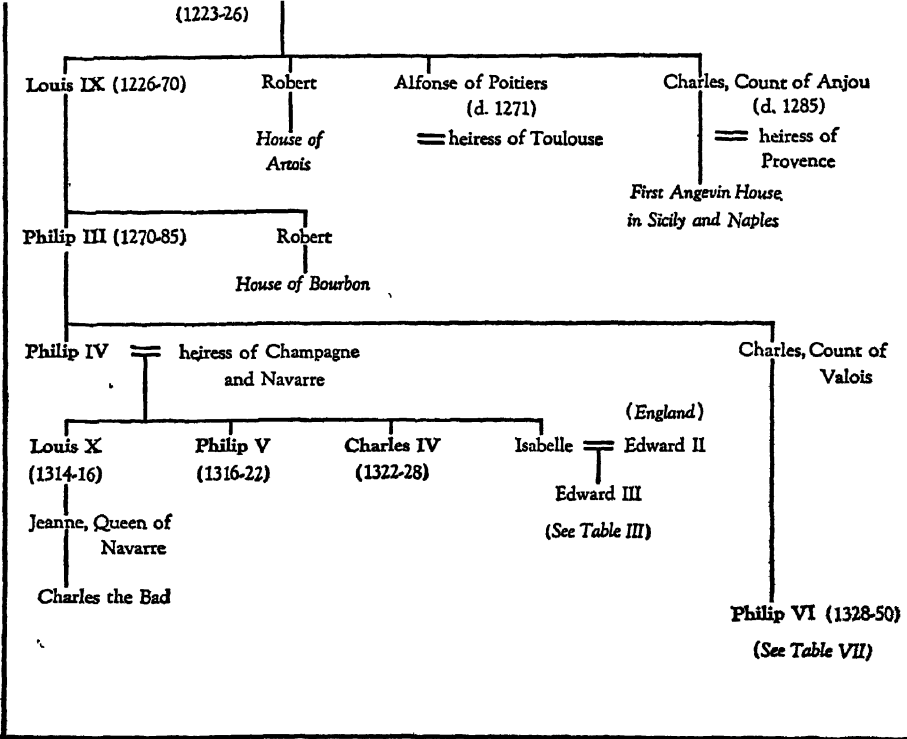 (1223-26)
Louis IX (1226-70)
Robert
Alfonse of Poitiers
Charles, Count of Anjou
(d. 1271)
(d. 1285)
House of
Artois
= heiress of Toulouse
= heiress of
Provence
First Angevin House
in Sicily and Naples
Philip III (1270-85)
Robert
House of Bourbon
Philip IV = heiress of Champagne
and Navarre
Charles, Count of
Valois
(England)
Louis X
Philip V
Charles IV
Isabelle = Edward II
(1314-16)
(1316-22)
(1322-28)
Edward III
(See Table III)
Jeanne, Queen of
Navarre
Charles the Bad
Philip VI (1328-50)
(See Table VII)